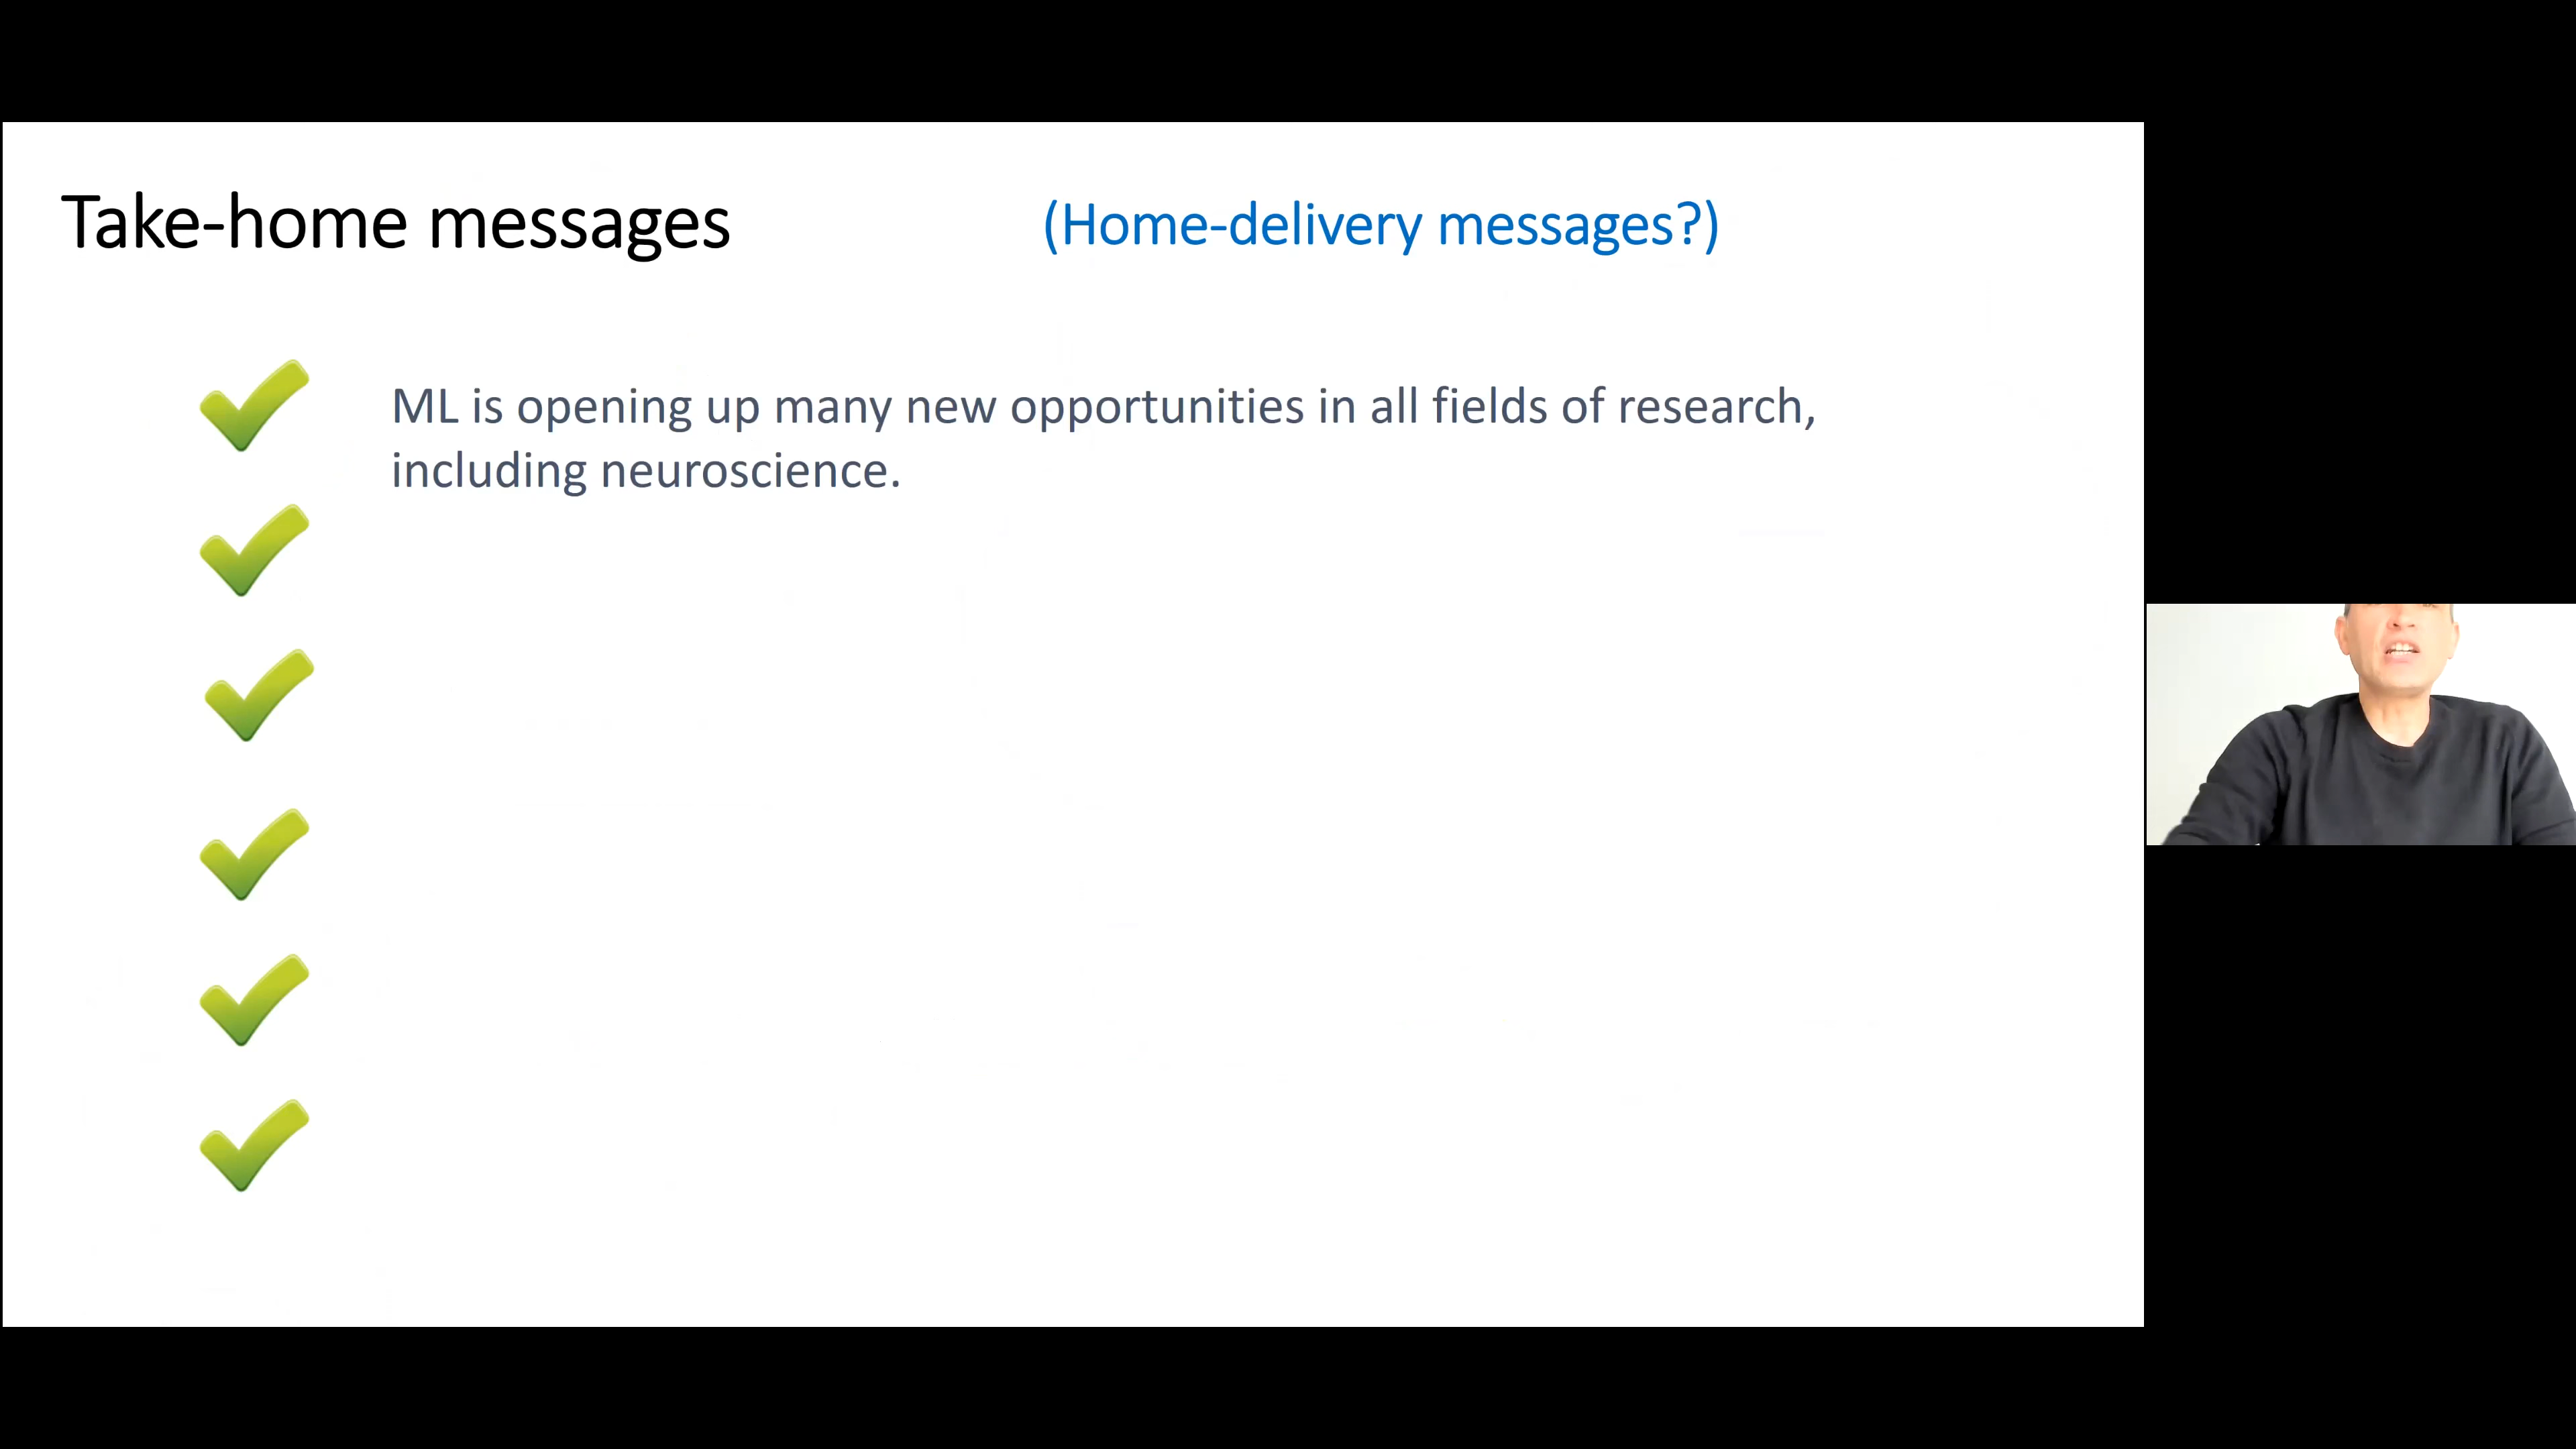 Take-home messages (Home-delivery messages?)
ML is opening up many new opportunities in all fields of research,
including neuroscience.